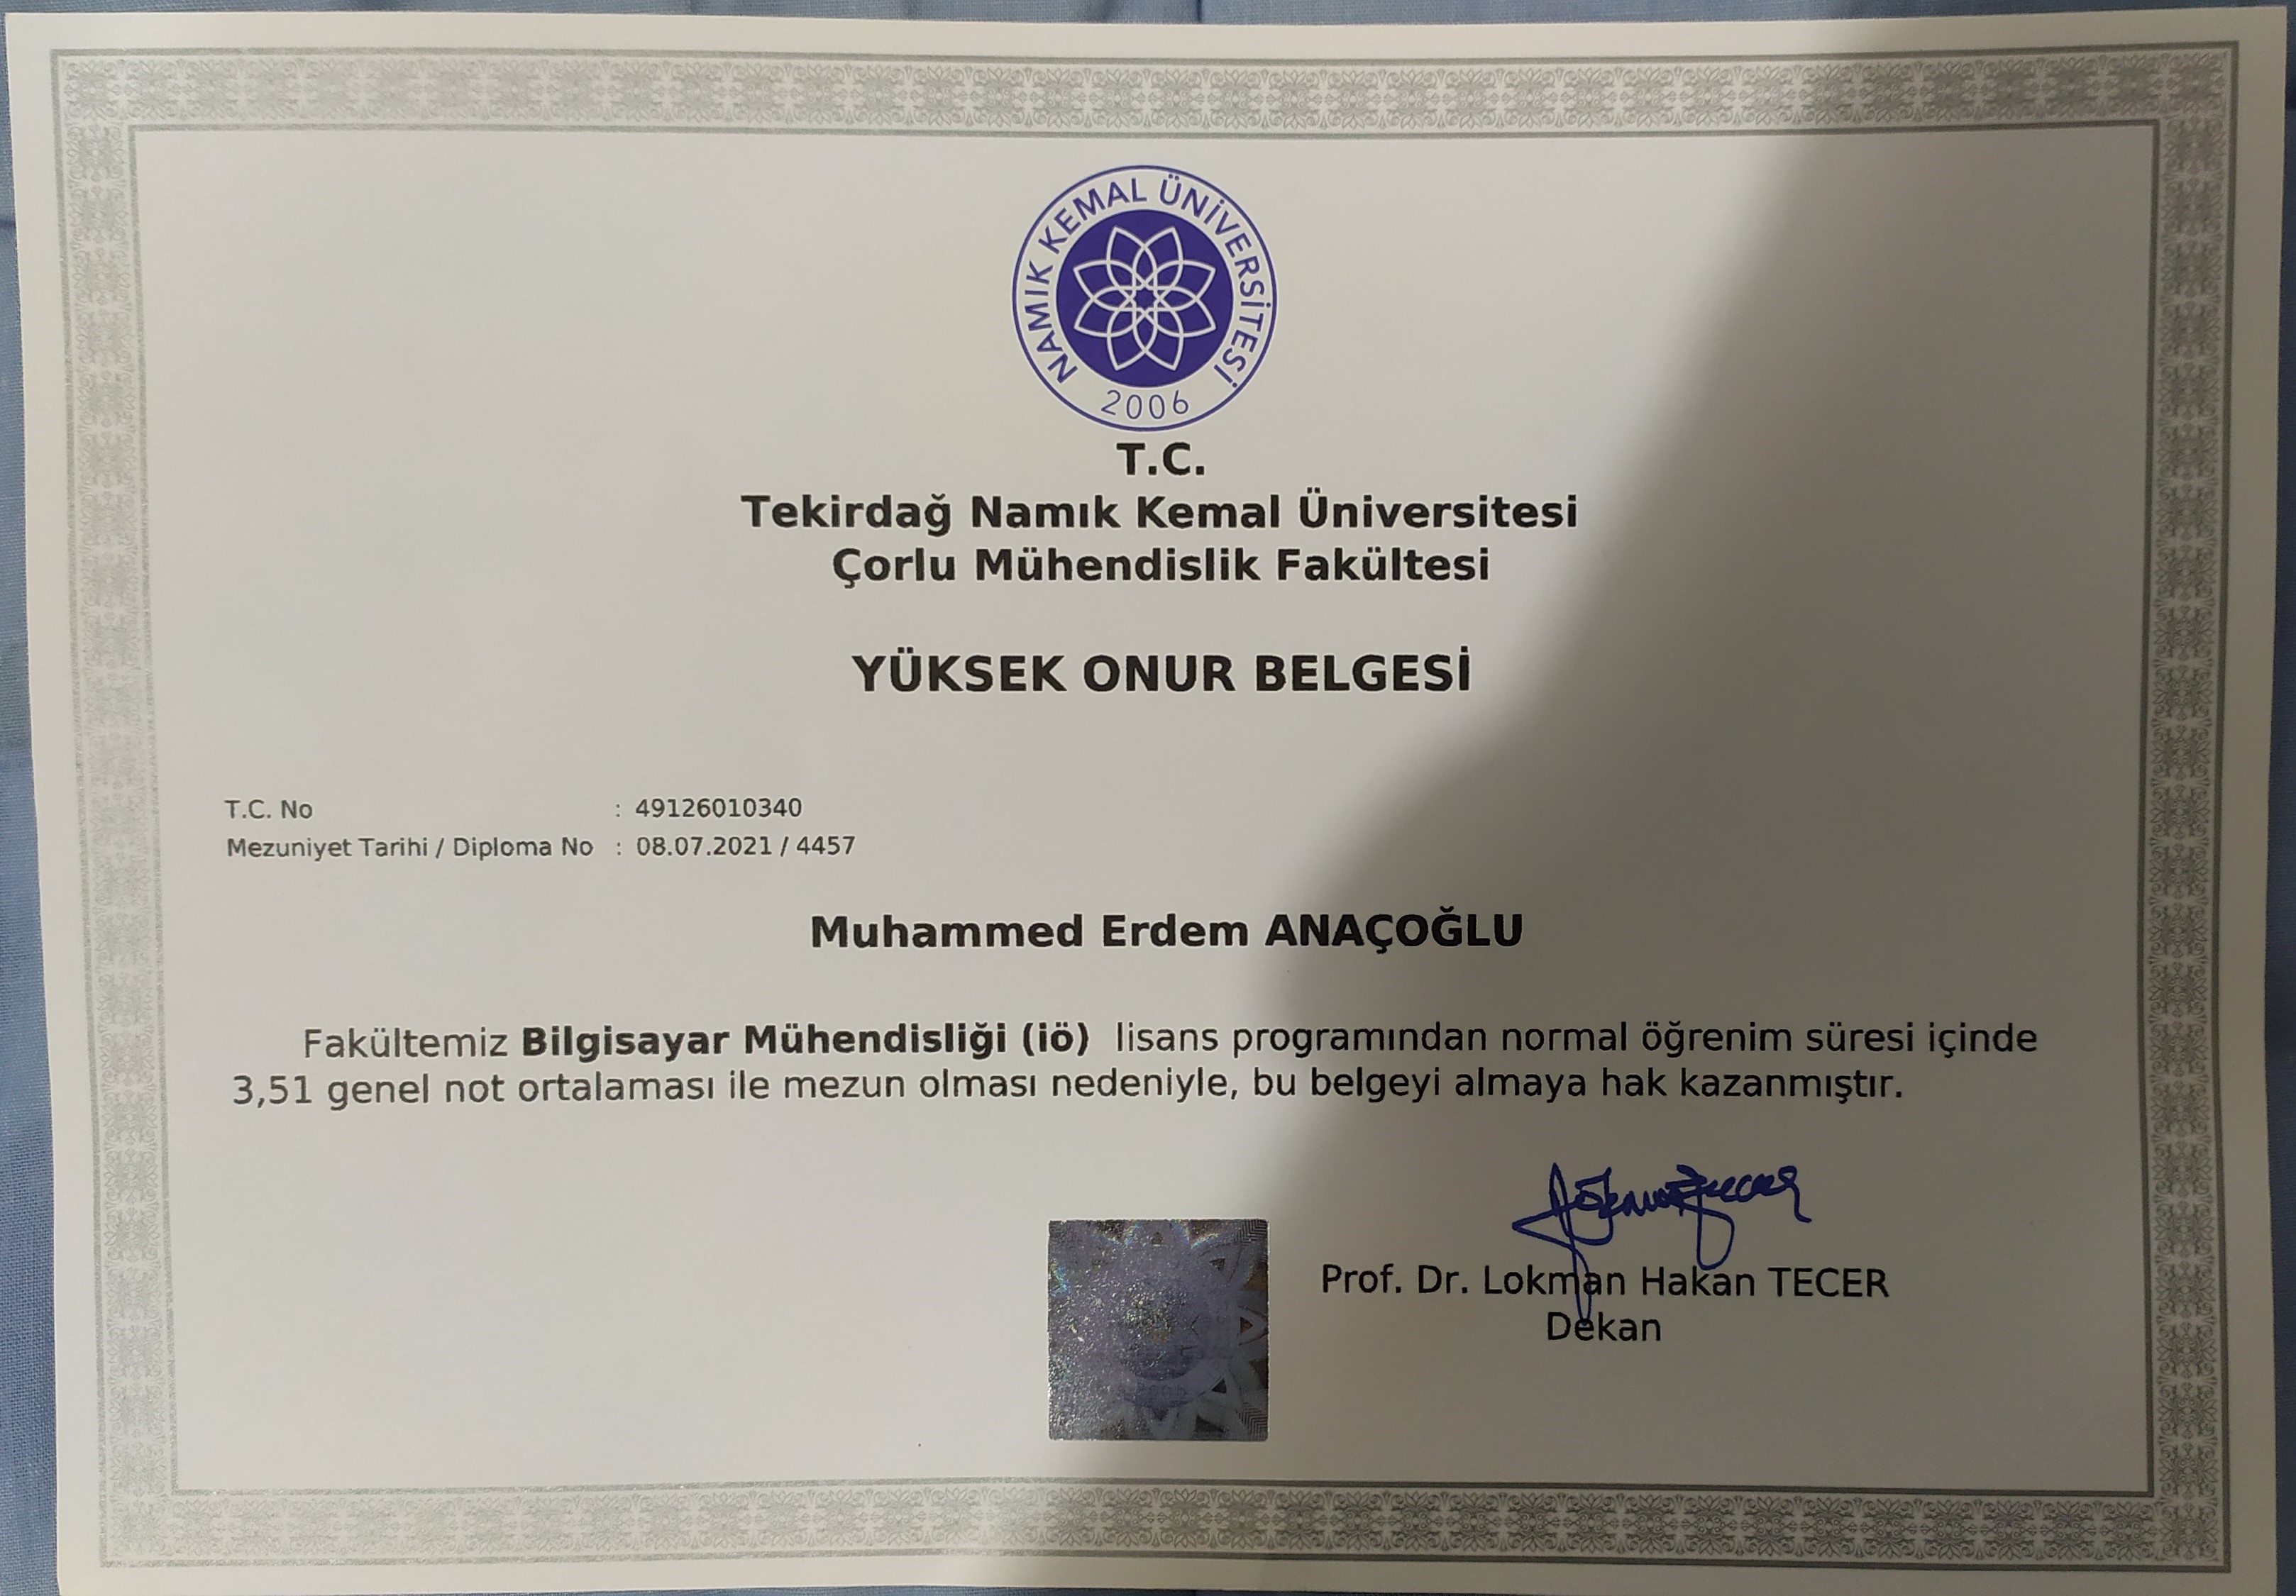 NAMIK KEMAL ÜNİVERSİTESİ
2006
T.C.
Tekirdağ Namık Kemal Üniversitesi
Çorlu Mühendislik Fakültesi
YÜKSEK ONUR BELGESİ
T.C. No : 49126010340
Mezuniyet Tarihi / Diploma No : 08.07.2021 / 4457
Muhammed Erdem ANAÇOĞLU
Fakültemiz Bilgisayar Mühendisliği (iö) lisans programından normal öğrenim süresi içinde
3,51 genel not ortalaması ile mezun olması nedeniyle, bu belgeyi almaya hak kazanmıştır.
Prof. Dr. Lokman Hakan TECER
Dekan